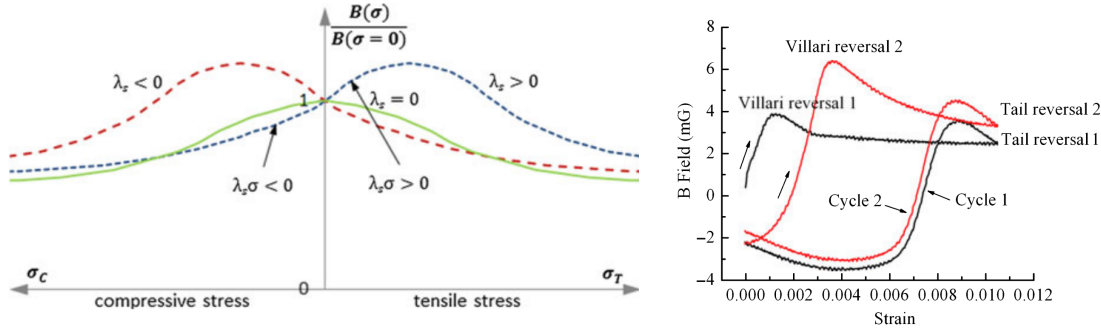 B(σ)
B(σ = 0)
λₛ < 0
λₛ > 0
1
λₛ = 0
λₛσ < 0
λₛσ > 0
σ_C
0
σ_T
compressive stress
tensile stress
8
Villari reversal 2
6
Villari reversal 1
Tail reversal 2
4
Tail reversal 1
2
B Field (mG)
0
Cycle 2
Cycle 1
−2
−4
0.000 0.002 0.004 0.006 0.008 0.010 0.012
Strain